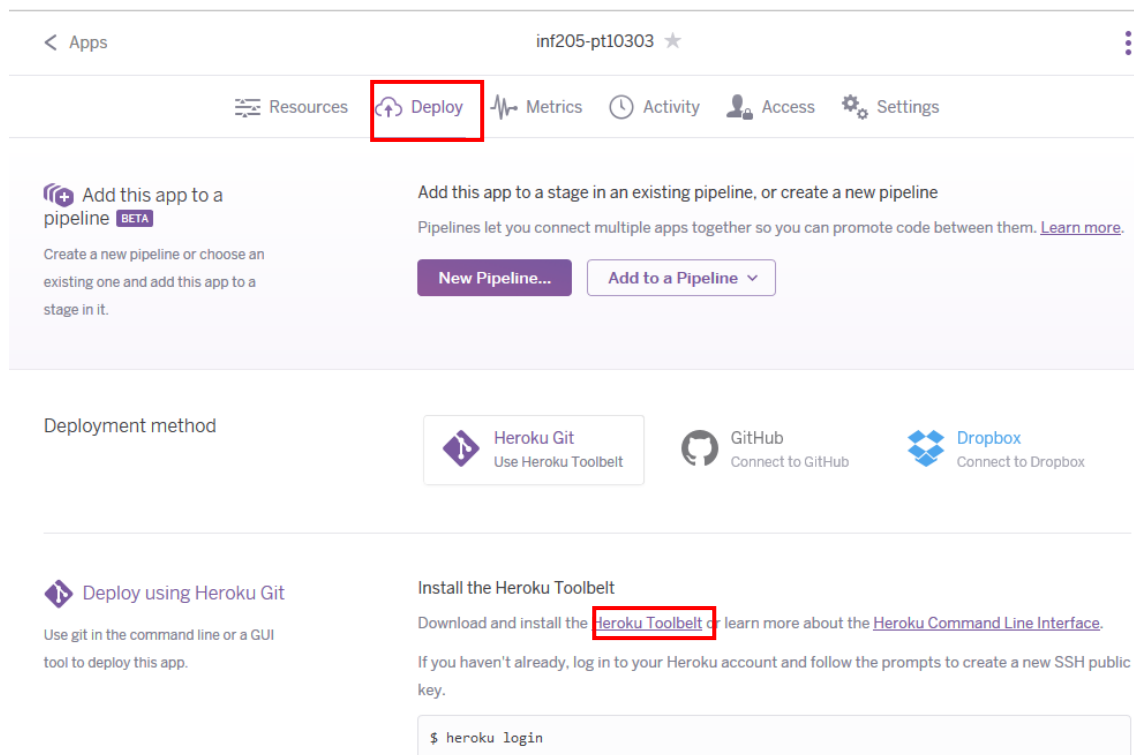 Apps
inf205-pt10303
Resources
Deploy
Metrics
Activity
Access
Settings
Add this app to a
pipeline BETA
Create a new pipeline or choose an
existing one and add this app to a
stage in it.
Add this app to a stage in an existing pipeline, or create a new pipeline
Pipelines let you connect multiple apps together so you can promote code between them. Learn more.
New Pipeline...
Add to a Pipeline
Deployment method
Heroku Git
Use Heroku Toolbelt
GitHub
Connect to GitHub
Dropbox
Connect to Dropbox
Deploy using Heroku Git
Use git in the command line or a GUI
tool to deploy this app.
Install the Heroku Toolbelt
Download and install the Heroku Toolbelt or learn more about the Heroku Command Line Interface.
If you haven't already, log in to your Heroku account and follow the prompts to create a new SSH public
key.
$ heroku login